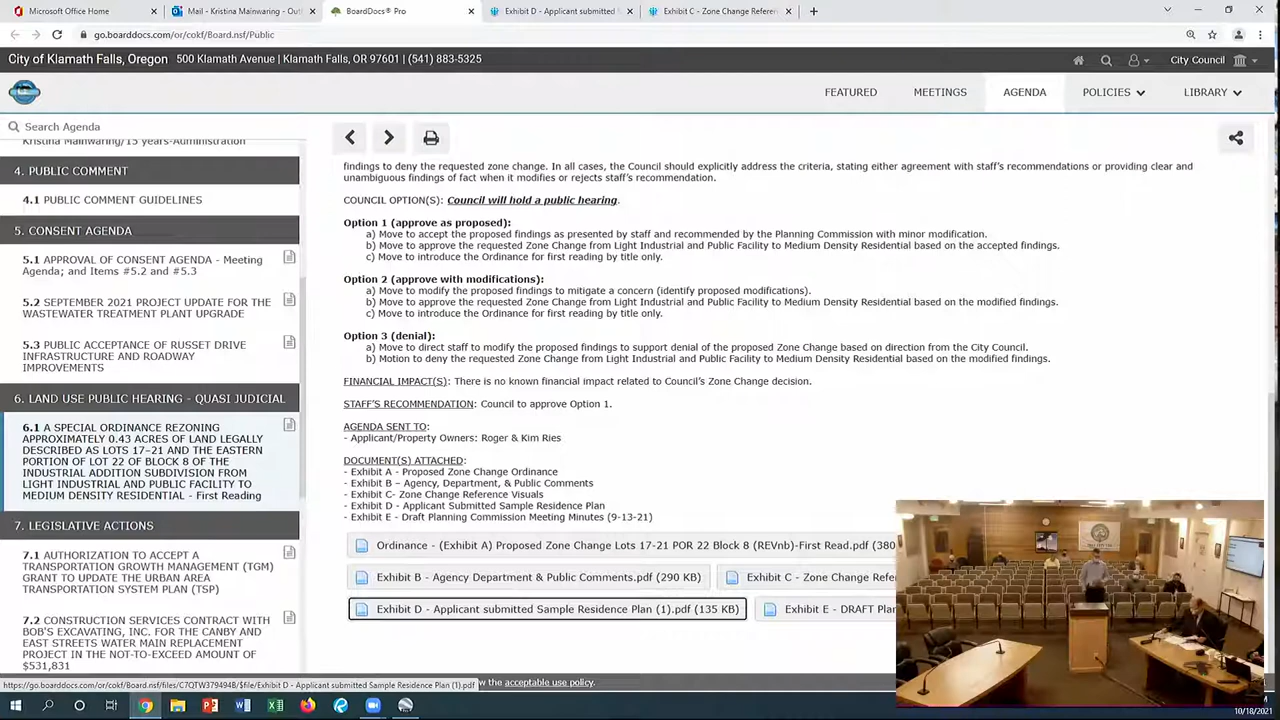 Microsoft Office Home
Mail - Kristina Mainwaring - Out
BoardDocs® Pro
Exhibit D - Applicant submitted S
Exhibit C - Zone Change Referen
go.boarddocs.com/or/cokf/Board.nsf/Public
City of Klamath Falls, Oregon 500 Klamath Avenue | Klamath Falls, OR 97601 | (541) 883-5325
City Council
FEATURED MEETINGS AGENDA POLICIES LIBRARY
Search Agenda
Kristina Mainwaring/15 years-Administration
4. PUBLIC COMMENT
4.1 PUBLIC COMMENT GUIDELINES
5. CONSENT AGENDA
5.1 APPROVAL OF CONSENT AGENDA - Meeting
Agenda; and Items #5.2 and #5.3
5.2 SEPTEMBER 2021 PROJECT UPDATE FOR THE
WASTEWATER TREATMENT PLANT UPGRADE
5.3 PUBLIC ACCEPTANCE OF RUSSET DRIVE
INFRASTRUCTURE AND ROADWAY
IMPROVEMENTS
6. LAND USE PUBLIC HEARING - QUASI JUDICIAL
6.1 A SPECIAL ORDINANCE REZONING
APPROXIMATELY 0.43 ACRES OF LAND LEGALLY
DESCRIBED AS LOTS 17-21 AND THE EASTERN
PORTION OF LOT 22 OF BLOCK 8 OF THE
INDUSTRIAL ADDITION SUBDIVISION FROM
LIGHT INDUSTRIAL AND PUBLIC FACILITY TO
MEDIUM DENSITY RESIDENTIAL - First Reading
7. LEGISLATIVE ACTIONS
7.1 AUTHORIZATION TO ACCEPT A
TRANSPORTATION GROWTH MANAGEMENT (TGM)
GRANT TO UPDATE THE URBAN AREA
TRANSPORTATION SYSTEM PLAN (TSP)
7.2 CONSTRUCTION SERVICES CONTRACT WITH
BOB'S EXCAVATING, INC. FOR THE CANBY AND
EAST STREETS WATER MAIN REPLACEMENT
PROJECT IN THE NOT-TO-EXCEED AMOUNT OF
$531,831
findings to deny the requested zone change. In all cases, the Council should explicitly address the criteria, stating either agreement with staff's recommendations or providing clear and
unambiguous findings of fact when it modifies or rejects staff's recommendation.
COUNCIL OPTION(S): Council will hold a public hearing.
Option 1 (approve as proposed):
a) Move to accept the proposed findings as presented by staff and recommended by the Planning Commission with minor modification.
b) Move to approve the requested Zone Change from Light Industrial and Public Facility to Medium Density Residential based on the accepted findings.
c) Move to introduce the Ordinance for first reading by title only.
Option 2 (approve with modifications):
a) Move to modify the proposed findings to mitigate a concern (identify proposed modifications).
b) Move to approve the requested Zone Change from Light Industrial and Public Facility to Medium Density Residential based on the modified findings.
c) Move to introduce the Ordinance for first reading by title only.
Option 3 (denial):
a) Move to direct staff to modify the proposed findings to support denial of the proposed Zone Change based on direction from the City Council.
b) Motion to deny the requested Zone Change from Light Industrial and Public Facility to Medium Density Residential based on the modified findings.
FINANCIAL IMPACT(S): There is no known financial impact related to Council's Zone Change decision.
STAFF'S RECOMMENDATION: Council to approve Option 1.
AGENDA SENT TO:
- Applicant/Property Owners: Roger & Kim Ries
DOCUMENT(S) ATTACHED:
- Exhibit A - Proposed Zone Change Ordinance
- Exhibit B – Agency, Department, & Public Comments
- Exhibit C- Zone Change Reference Visuals
- Exhibit D - Applicant Submitted Sample Residence Plan
- Exhibit E - Draft Planning Commission Meeting Minutes (9-13-21)
Ordinance - (Exhibit A) Proposed Zone Change Lots 17-21 POR 22 Block 8 (REVnb)-First Read.pdf (380
Exhibit B - Agency Department & Public Comments.pdf (290 KB)
Exhibit C - Zone Change Refe
Exhibit D - Applicant submitted Sample Residence Plan (1).pdf (135 KB)
Exhibit E - DRAFT Plan
https://go.boarddocs.com/or/cokf/Board.nsf/files/C7QTW379494B/$file/Exhibit D - Applicant submitted Sample Residence Plan (1).pdf
w the acceptable use policy.
10/18/2021